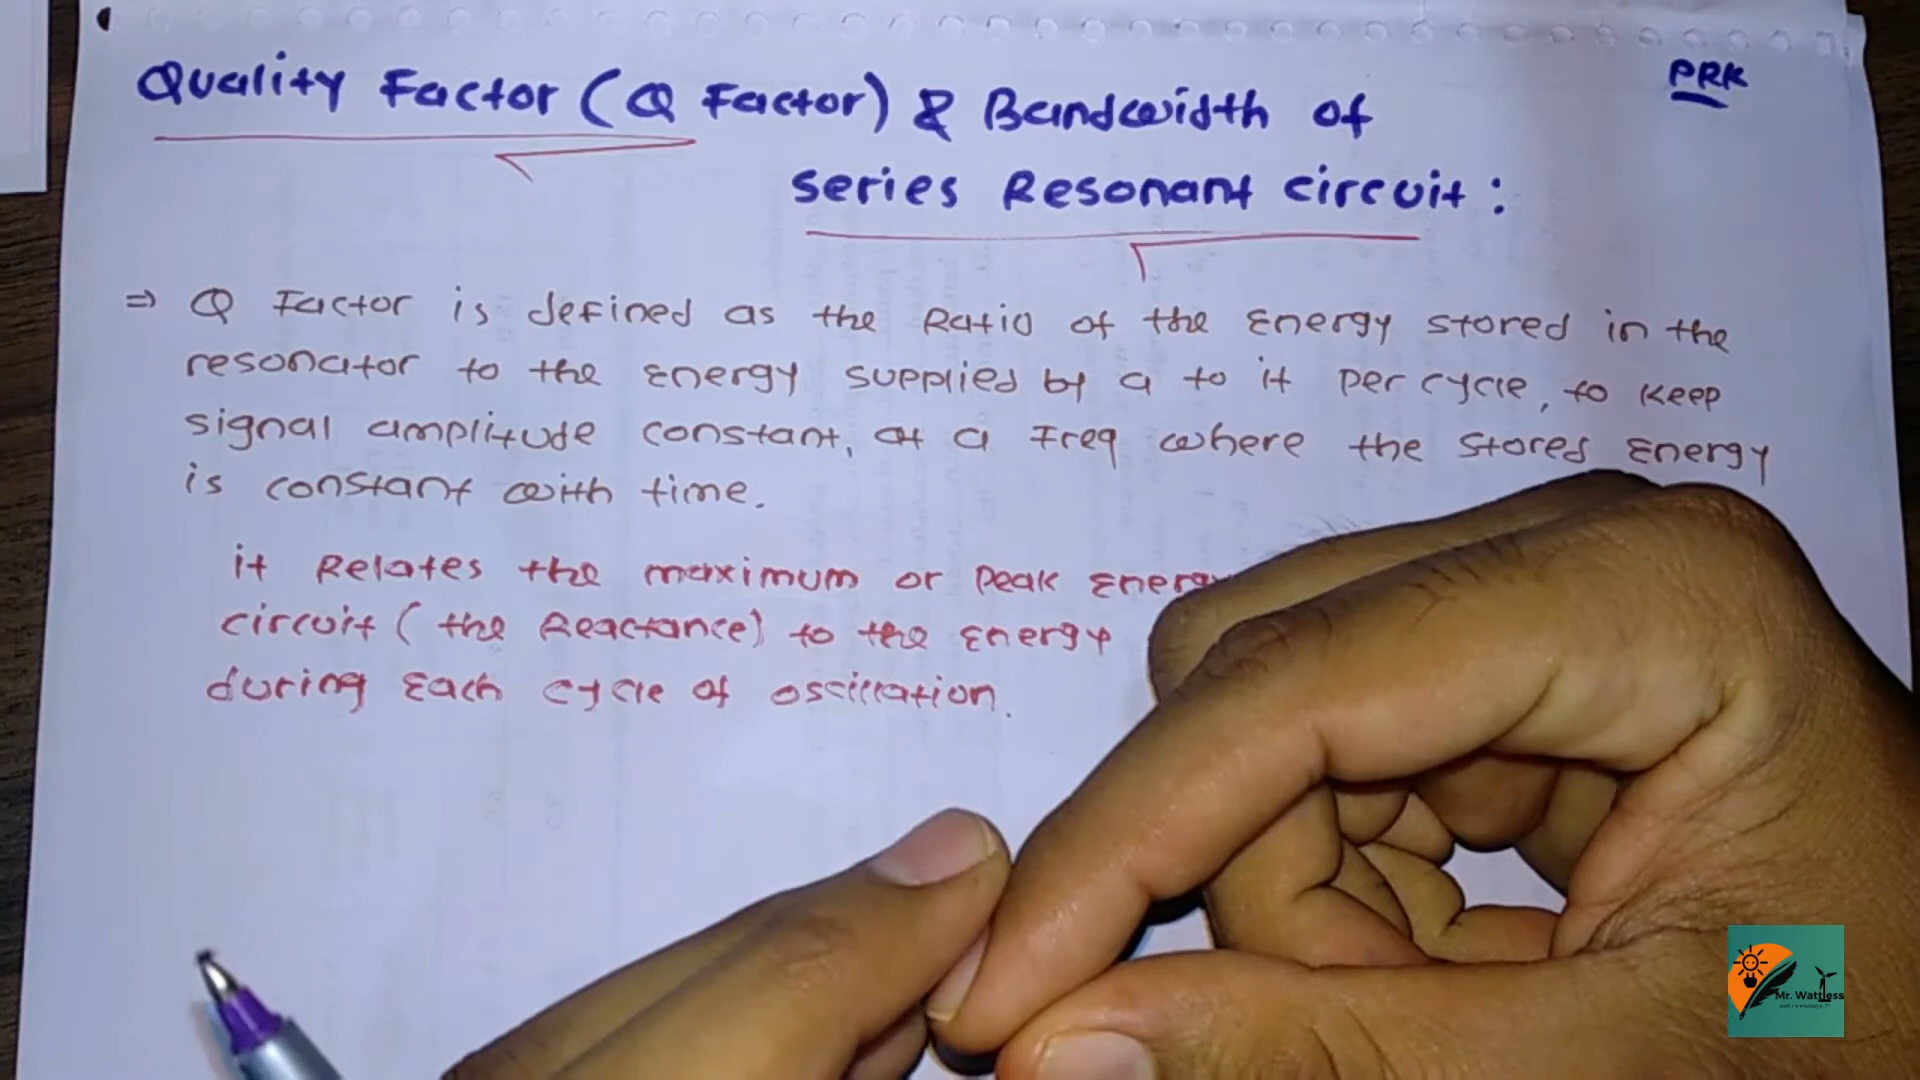 PRK
Quality Factor (Q Factor) & Bandwidth of
Series Resonant circuit :
⇒ Q Factor is defined as the Ratio of the Energy stored in the
resonator to the Energy supplied by a to it per cycle, to keep
signal amplitude constant, at a Freq where the stored Energy
is constant with time.
it Relates the maximum or peak Energy
circuit (the Reactance) to the Energy
during Each cycle of oscillation.
Mr. Wattless